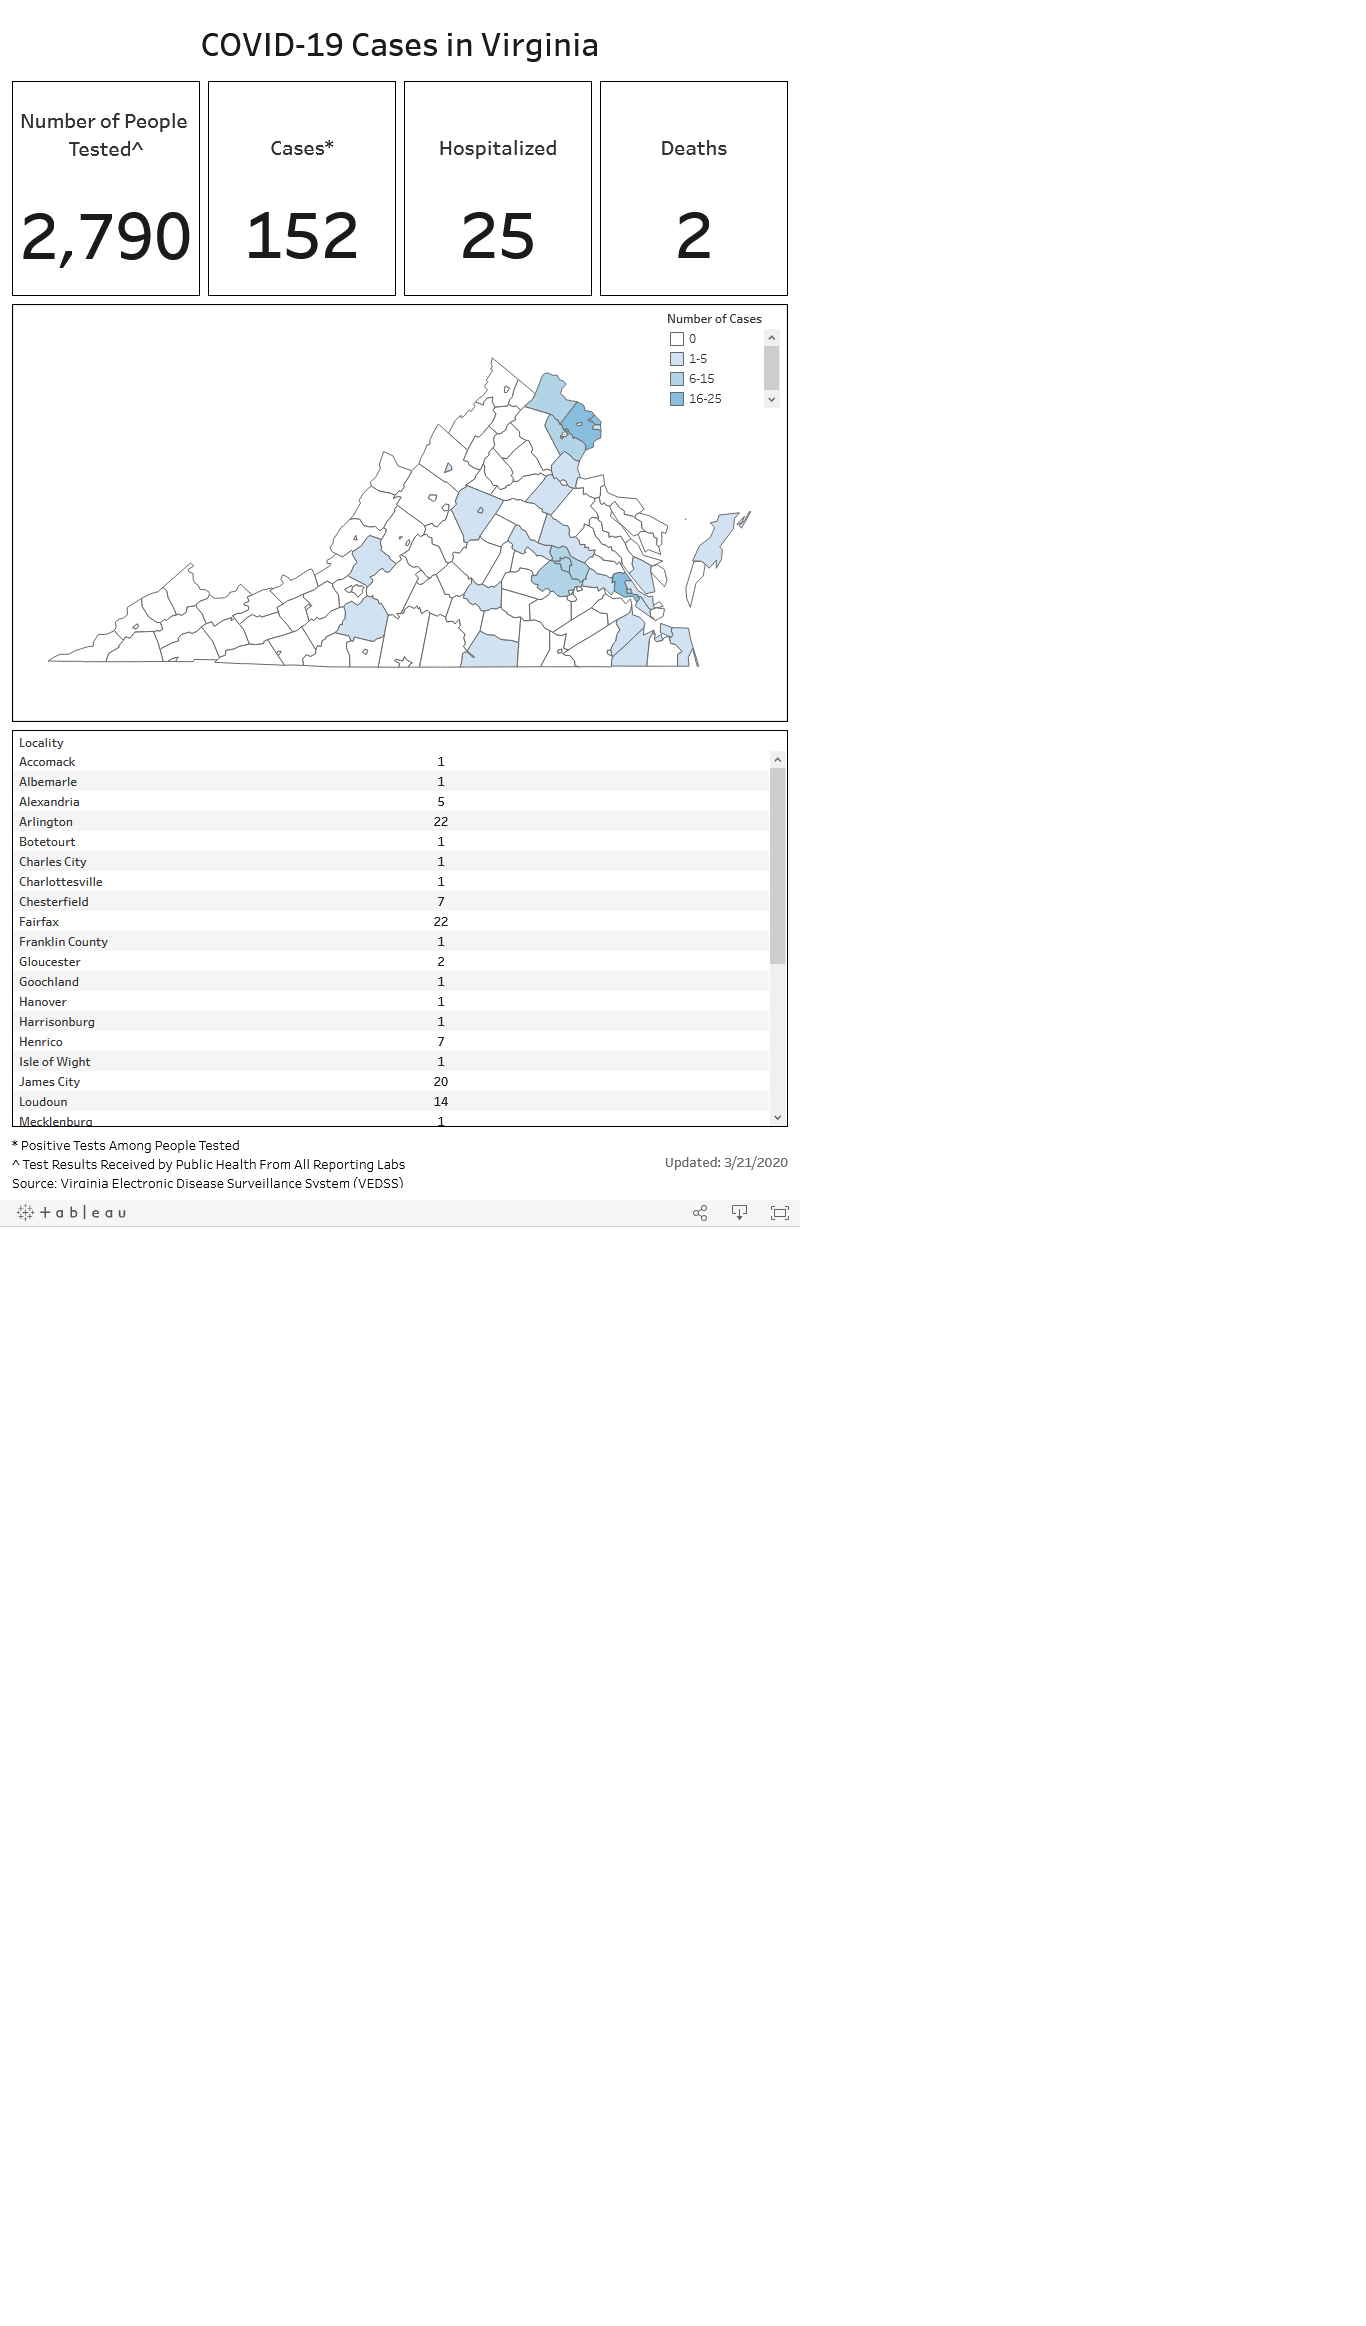 COVID-19 Cases in Virginia
Number of People
Tested^
2,790
Cases*
152
Hospitalized
25
Deaths
2
Number of Cases
0
1-5
6-15
16-25
Locality
Accomack 1
Albemarle 1
Alexandria 5
Arlington 22
Botetourt 1
Charles City 1
Charlottesville 1
Chesterfield 7
Fairfax 22
Franklin County 1
Gloucester 2
Goochland 1
Hanover 1
Harrisonburg 1
Henrico 7
Isle of Wight 1
James City 20
Loudoun 14
Mecklenburg 1
* Positive Tests Among People Tested
^ Test Results Received by Public Health From All Reporting Labs
Source: Virginia Electronic Disease Surveillance System (VEDSS)
Updated: 3/21/2020
+ a b l e a u